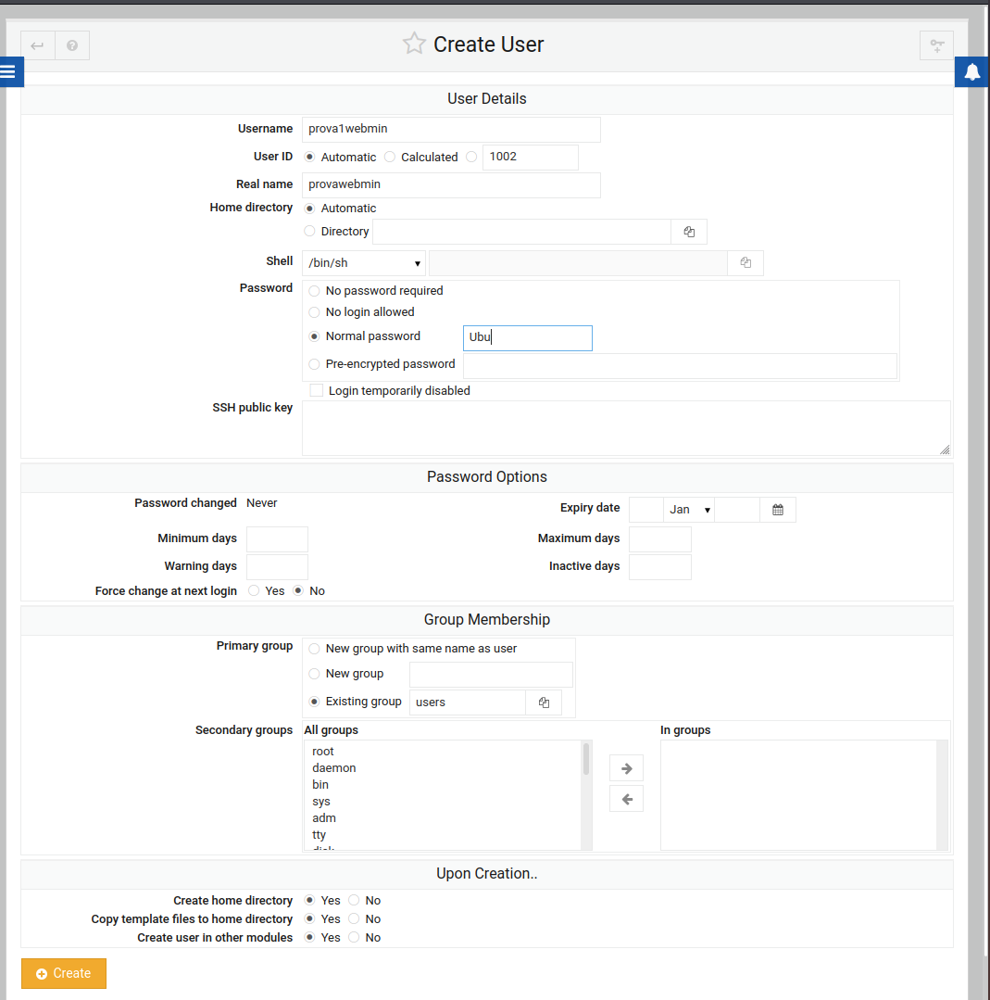 Create User
User Details
Username prova1webmin
User ID Automatic Calculated 1002
Real name provawebmin
Home directory Automatic
Directory
Shell /bin/sh
Password No password required
No login allowed
Normal password Ubu
Pre-encrypted password
Login temporarily disabled
SSH public key
Password Options
Password changed Never Expiry date Jan
Minimum days Maximum days
Warning days Inactive days
Force change at next login Yes No
Group Membership
Primary group New group with same name as user
New group
Existing group users
Secondary groups All groups In groups
root
daemon
bin
sys
adm
tty
disk
Upon Creation..
Create home directory Yes No
Copy template files to home directory Yes No
Create user in other modules Yes No
Create